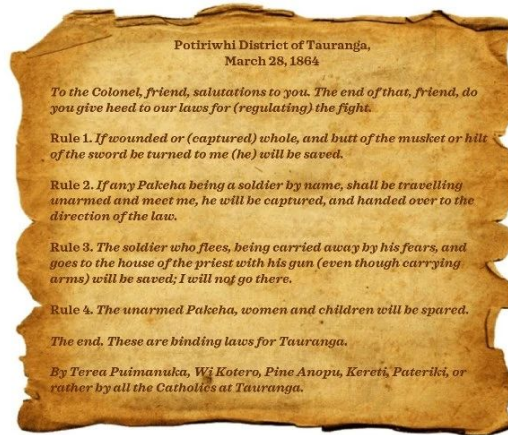 Potiriwhi District of Tauranga,
March 28, 1864
To the Colonel, friend, salutations to you. The end of that, friend, do
you give heed to our laws for (regulating) the fight.
Rule 1. If wounded or (captured) whole, and butt of the musket or hilt
of the sword be turned to me (he) will be saved.
Rule 2. If any Pakeha being a soldier by name, shall be travelling
unarmed and meet me, he will be captured, and handed over to the
direction of the law.
Rule 3. The soldier who flees, being carried away by his fears, and
goes to the house of the priest with his gun (even though carrying
arms) will be saved; I will not go there.
Rule 4. The unarmed Pakeha, women and children will be spared.
The end. These are binding laws for Tauranga.
By Terea Puimanuka, Wi Kotero, Pine Anopu, Kereti, Pateriki, or
rather by all the Catholics at Tauranga.